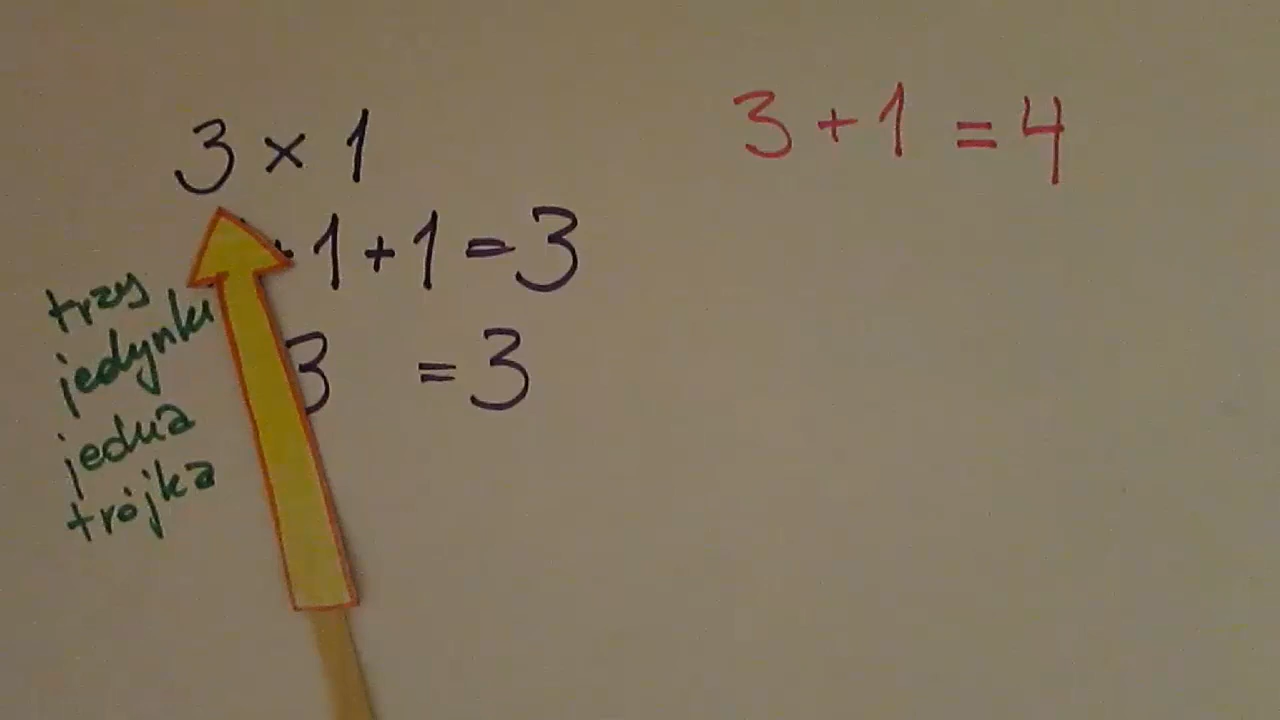 3 × 1
3 + 1 = 4
+ 1 + 1 = 3
3 = 3
trzy
jedynki
jedna
trójka